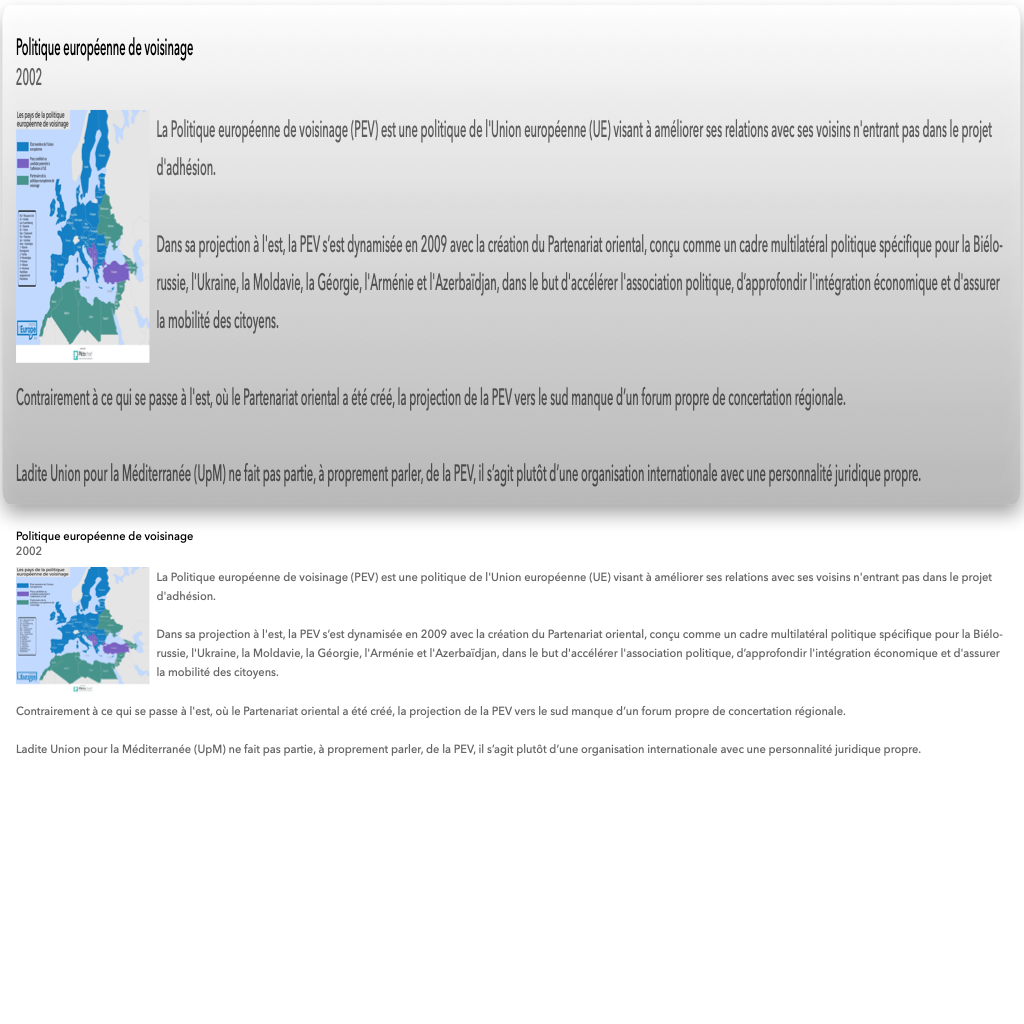 Politique européenne de voisinage
2002
Les pays de la politique
européenne de voisinage
La Politique européenne de voisinage (PEV) est une politique de l'Union européenne (UE) visant à améliorer ses relations avec ses voisins n'entrant pas dans le projet
d'adhésion.
Dans sa projection à l'est, la PEV s’est dynamisée en 2009 avec la création du Partenariat oriental, conçu comme un cadre multilatéral politique spécifique pour la Biélo-
russie, l'Ukraine, la Moldavie, la Géorgie, l'Arménie et l'Azerbaïdjan, dans le but d'accélérer l'association politique, d’approfondir l'intégration économique et d'assurer
la mobilité des citoyens.
Contrairement à ce qui se passe à l'est, où le Partenariat oriental a été créé, la projection de la PEV vers le sud manque d’un forum propre de concertation régionale.
Ladite Union pour la Méditerranée (UpM) ne fait pas partie, à proprement parler, de la PEV, il s’agit plutôt d’une organisation internationale avec une personnalité juridique propre.
Politique européenne de voisinage
2002
Les pays de la politique
européenne de voisinage
La Politique européenne de voisinage (PEV) est une politique de l'Union européenne (UE) visant à améliorer ses relations avec ses voisins n'entrant pas dans le projet
d'adhésion.
Dans sa projection à l'est, la PEV s’est dynamisée en 2009 avec la création du Partenariat oriental, conçu comme un cadre multilatéral politique spécifique pour la Biélo-
russie, l'Ukraine, la Moldavie, la Géorgie, l'Arménie et l'Azerbaïdjan, dans le but d'accélérer l'association politique, d’approfondir l'intégration économique et d'assurer
la mobilité des citoyens.
Contrairement à ce qui se passe à l'est, où le Partenariat oriental a été créé, la projection de la PEV vers le sud manque d’un forum propre de concertation régionale.
Ladite Union pour la Méditerranée (UpM) ne fait pas partie, à proprement parler, de la PEV, il s’agit plutôt d’une organisation internationale avec une personnalité juridique propre.